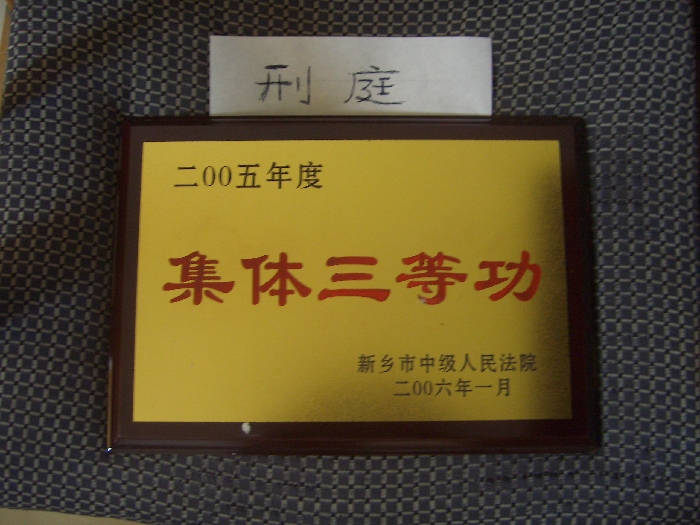 刑庭
二00五年度
集体三等功
新乡市中级人民法院
二00六年一月